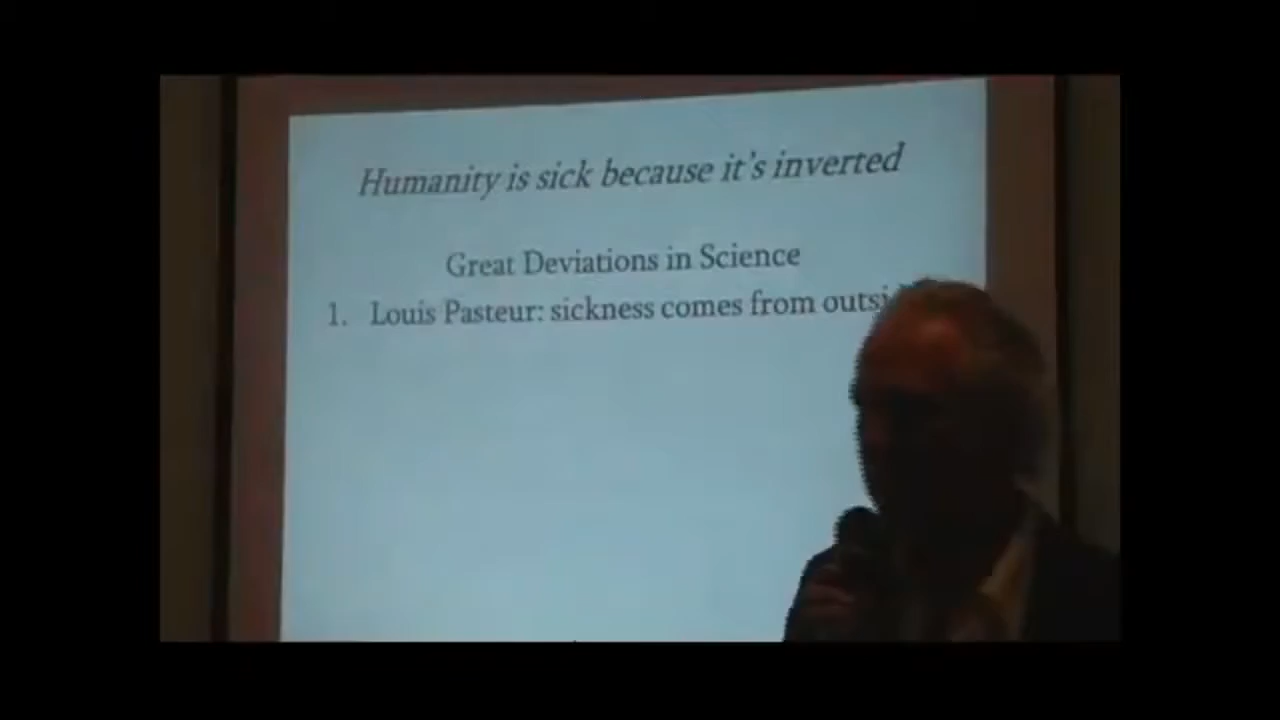 Humanity is sick because it's inverted
Great Deviations in Science
1. Louis Pasteur: sickness comes from